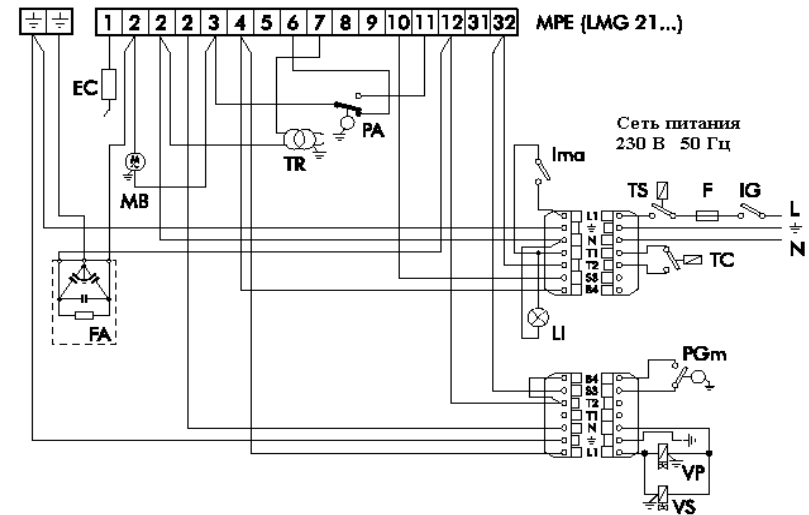 1 2 2 2 3 4 5 6 7 8 9 10 11 12 31 32 MPE (LMG 21...)
EC
PA
TR
MB
Ima
Сеть питания
230 В 50 Гц
TS F IG
L
N
TC
L1
N
T1
T2
S3
B4
FA
LI
PGm
B4
S3
T2
T1
N
L1
VP
VS